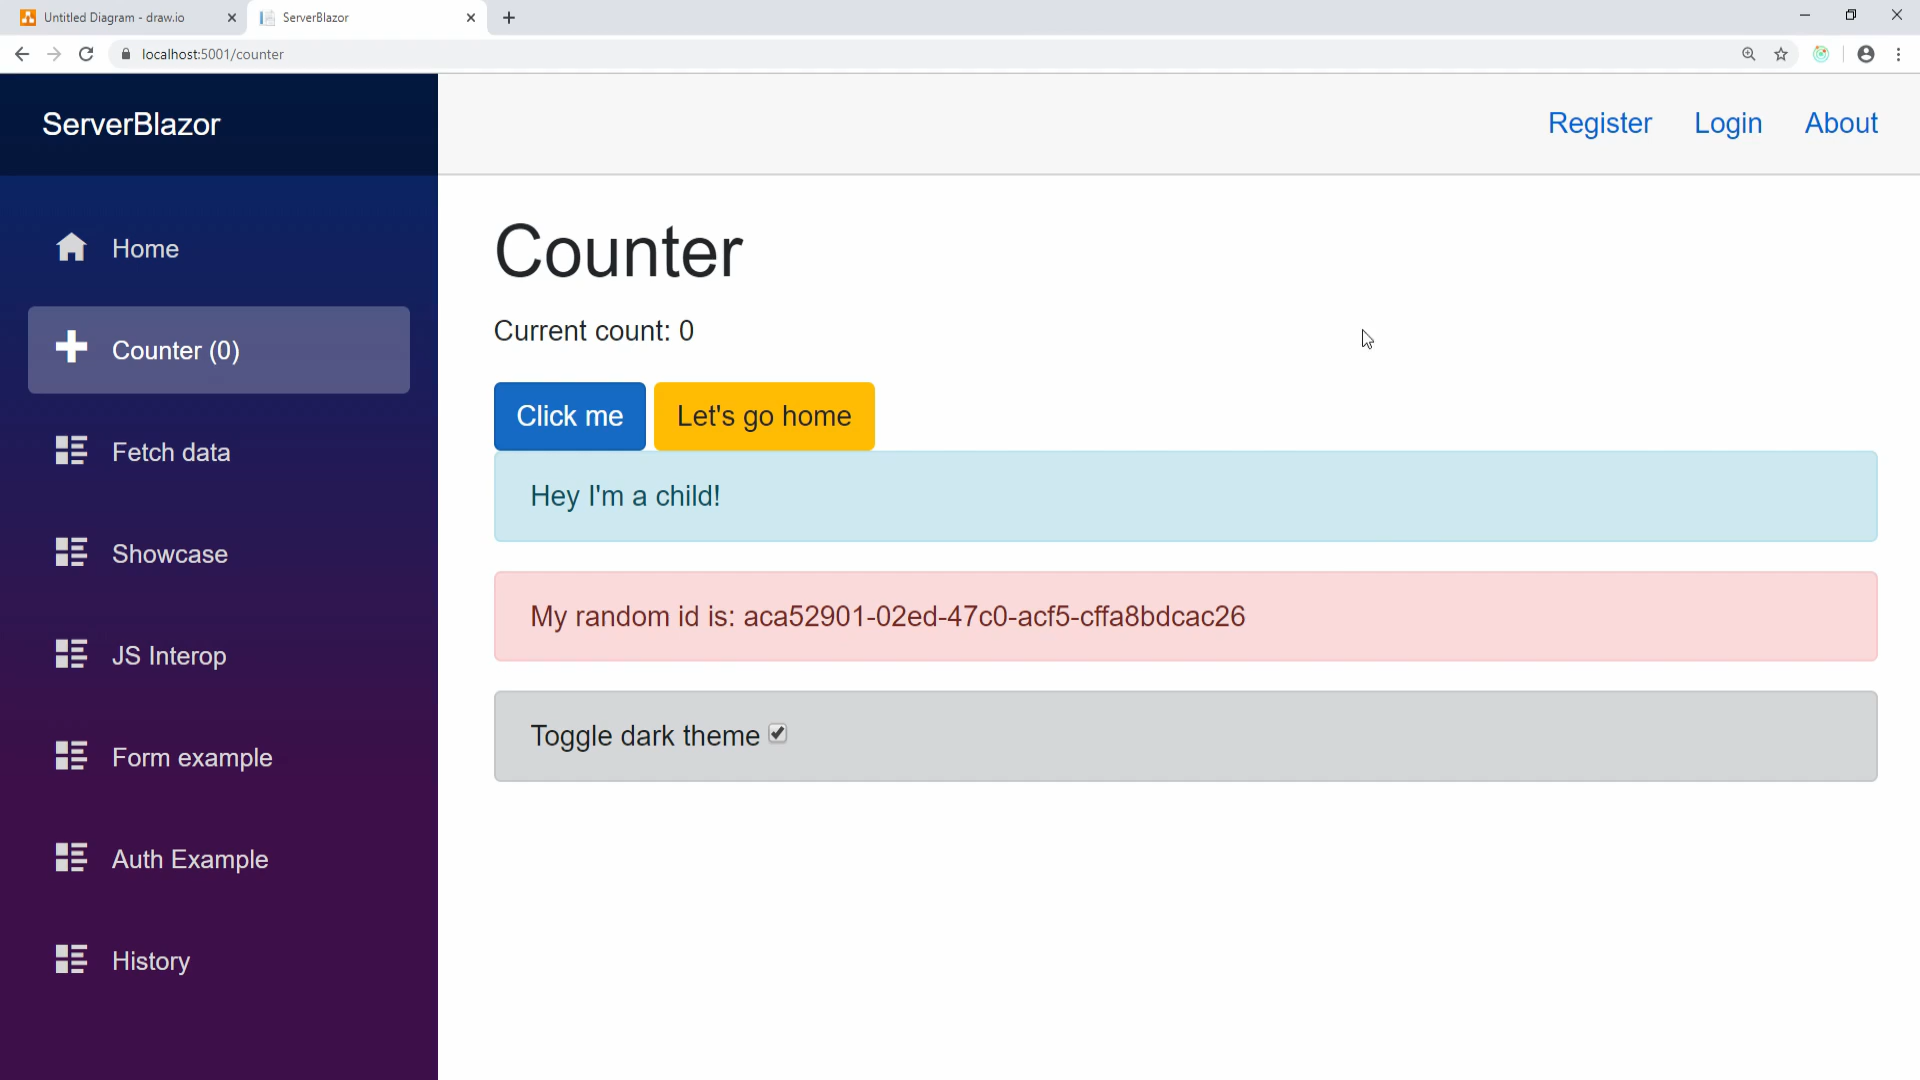 Untitled Diagram - draw.io
ServerBlazor
localhost:5001/counter
ServerBlazor
Register Login About
Home
Counter (0)
Fetch data
Showcase
JS Interop
Form example
Auth Example
History
Counter
Current count: 0
Click me Let's go home
Hey I'm a child!
My random id is: aca52901-02ed-47c0-acf5-cffa8bdcac26
Toggle dark theme